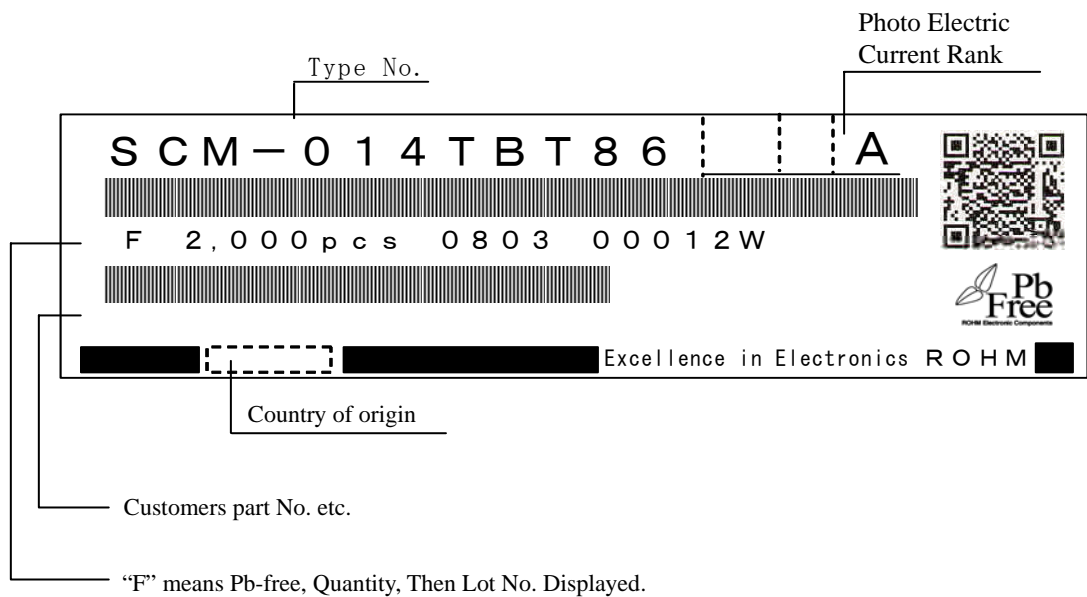 Photo Electric
Current Rank
Type No.
SCM-014TBT86 A
F 2,000pcs 0803 00012W
Pb
Free
ROHM Electronic Components
Excellence in Electronics ROHM
Country of origin
Customers part No. etc.
“F” means Pb-free, Quantity, Then Lot No. Displayed.